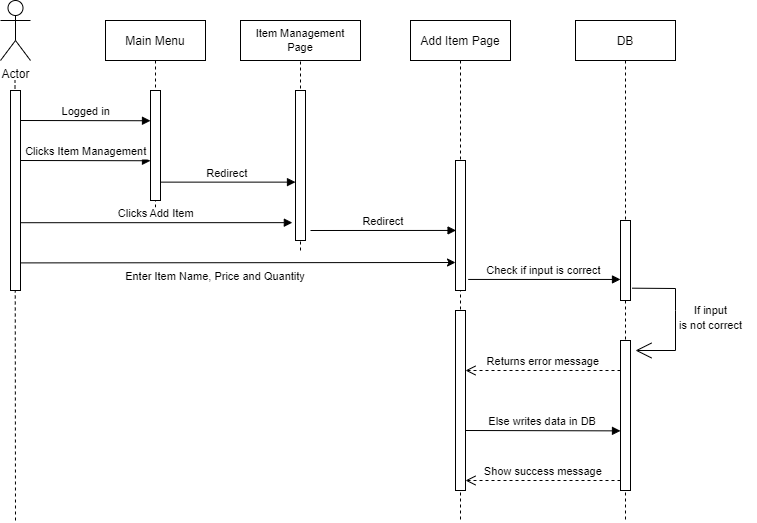 Actor
Main Menu
Item Management
Page
Add Item Page
DB
Logged in
Clicks Item Management
Redirect
Clicks Add Item
Redirect
Enter Item Name, Price and Quantity
Check if input is correct
If input
is not correct
Returns error message
Else writes data in DB
Show success message